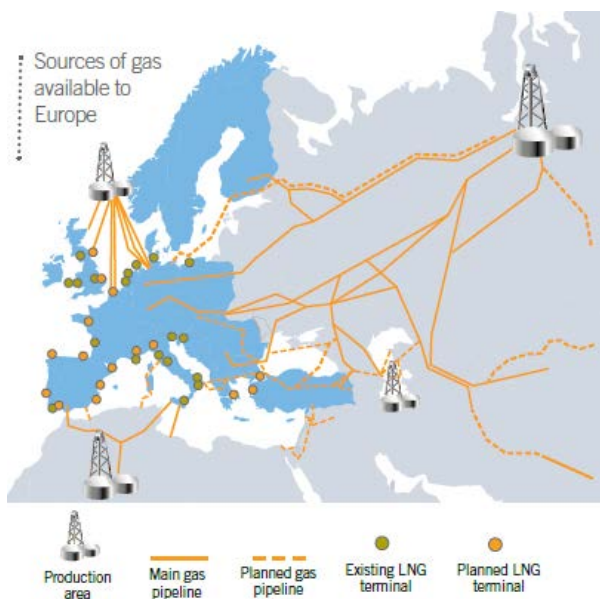 Sources of gas
available to
Europe
Production
area
Main gas
pipeline
Planned gas
pipeline
Existing LNG
terminal
Planned LNG
terminal